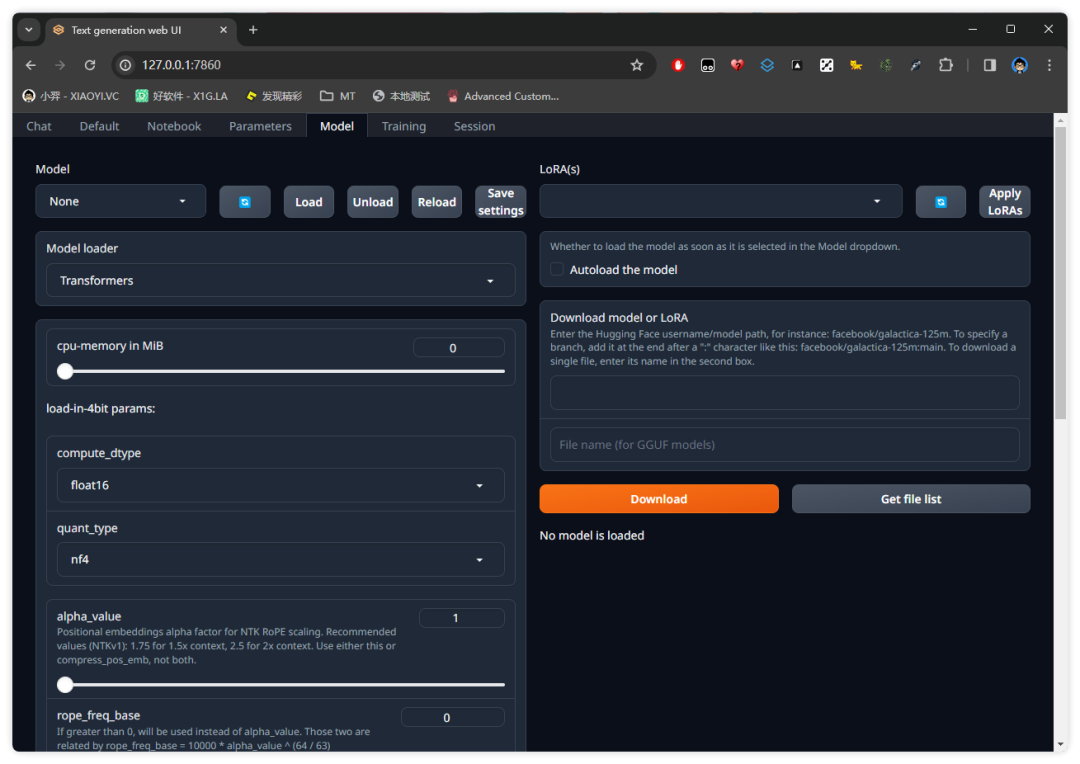 Text generation web UI
127.0.0.1:7860
小羿 - XIAOYI.VC
好软件 - X1G.LA
发现精彩
MT
本地测试
Advanced Custom...
Chat
Default
Notebook
Parameters
Model
Training
Session
Model
None
Load
Unload
Reload
Save
settings
LoRA(s)
Apply
LoRAs
Model loader
Transformers
Whether to load the model as soon as it is selected in the Model dropdown.
Autoload the model
cpu-memory in MiB
0
load-in-4bit params:
compute_dtype
float16
quant_type
nf4
alpha_value
1
Positional embeddings alpha factor for NTK RoPE scaling. Recommended
values (NTKv1): 1.75 for 1.5x context, 2.5 for 2x context. Use either this or
compress_pos_emb, not both.
rope_freq_base
0
If greater than 0, will be used instead of alpha_value. Those two are
related by rope_freq_base = 10000 * alpha_value ^ (64 / 63)
Download model or LoRA
Enter the Hugging Face username/model path, for instance: facebook/galactica-125m. To specify a
branch, add it at the end after a ":" character like this: facebook/galactica-125m:main. To download a
single file, enter its name in the second box.
File name (for GGUF models)
Download
Get file list
No model is loaded